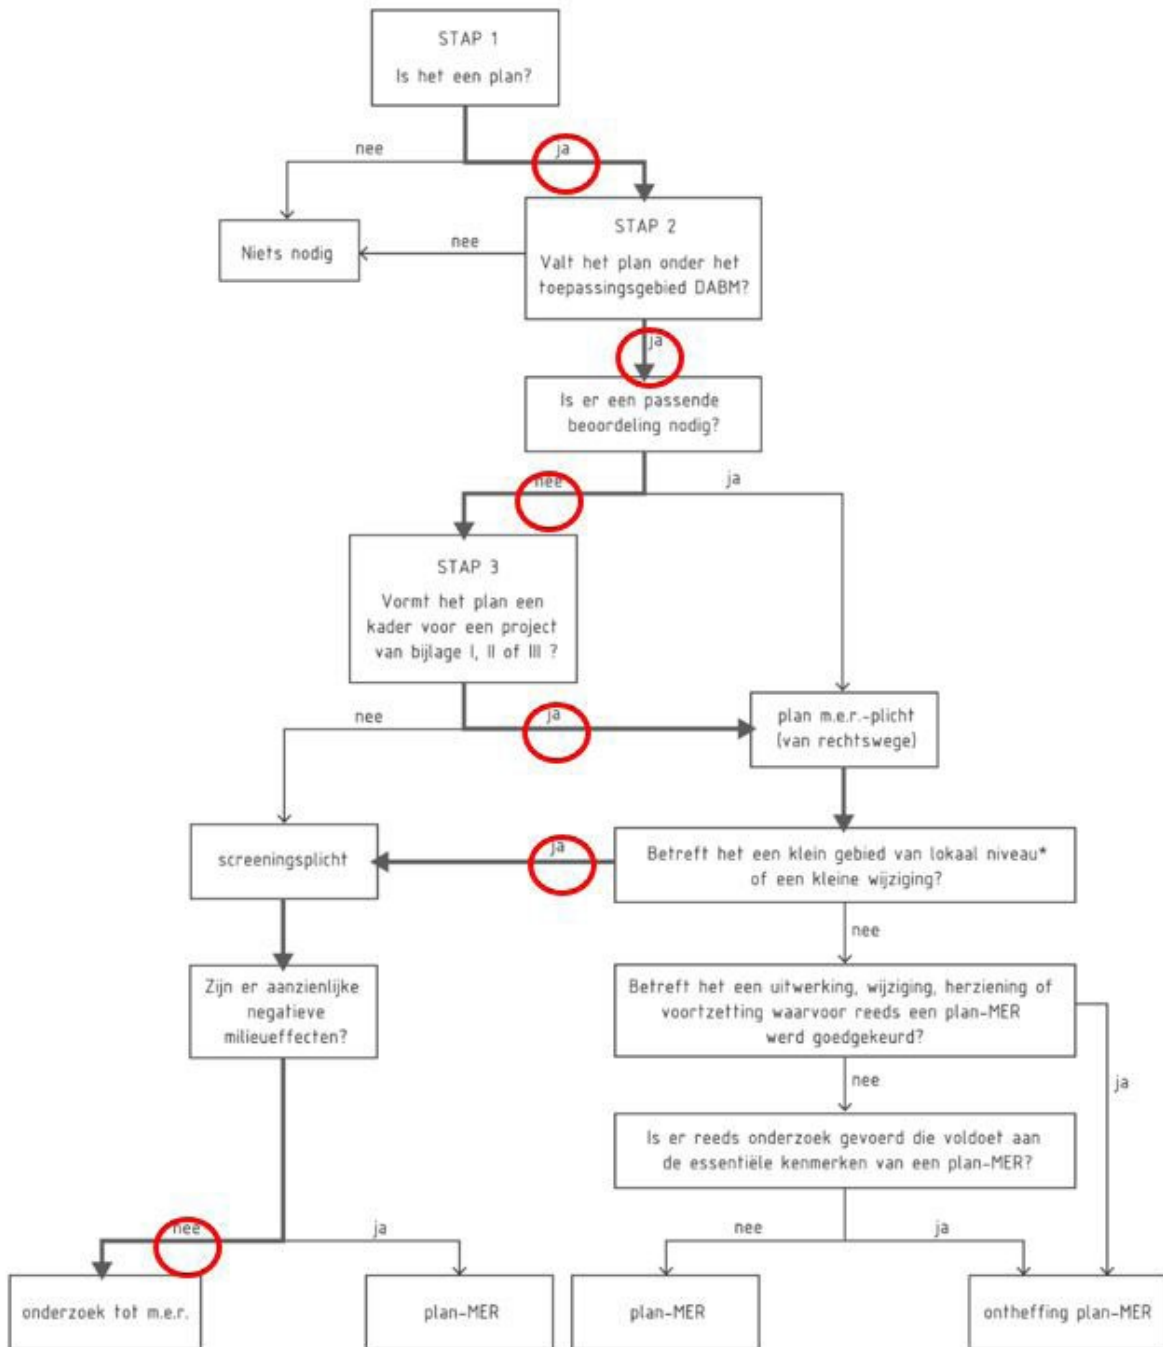 STAP 1
Is het een plan?
nee
ja
STAP 2
Valt het plan onder het
toepassingsgebied DABM?
Niets nodig
nee
ja
Is er een passende
beoordeling nodig?
nee
ja
STAP 3
Vormt het plan een
kader voor een project
van bijlage I, II of III ?
nee
ja
plan m.e.r.-plicht
(van rechtswege)
screeningsplicht
ja
Betreft het een klein gebied van lokaal niveau*
of een kleine wijziging?
nee
Zijn er aanzienlijke
negatieve
milieueffecten?
Betreft het een uitwerking, wijziging, herziening of
voortzetting waarvoor reeds een plan-MER
werd goedgekeurd?
nee
ja
Is er reeds onderzoek gevoerd die voldoet aan
de essentiële kenmerken van een plan-MER?
nee
ja
nee
ja
onderzoek tot m.e.r.
plan-MER
plan-MER
ontheffing plan-MER